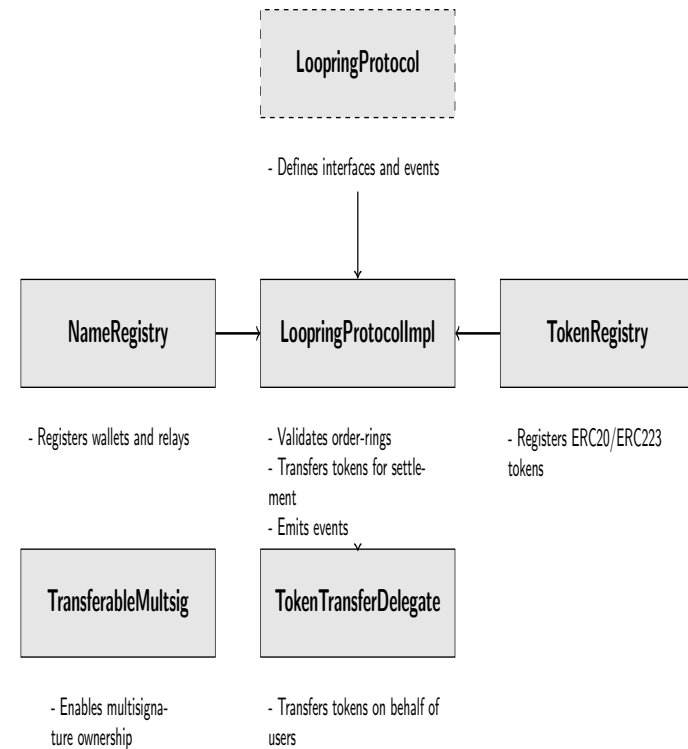 LoopringProtocol
- Defines interfaces and events
NameRegistry
LoopringProtocolImpl
TokenRegistry
- Registers wallets and relays
- Validates order-rings
- Transfers tokens for settle-
ment
- Emits events
- Registers ERC20/ERC223
tokens
TransferableMultsig
TokenTransferDelegate
- Enables multisigna-
ture ownership
- Transfers tokens on behalf of
users